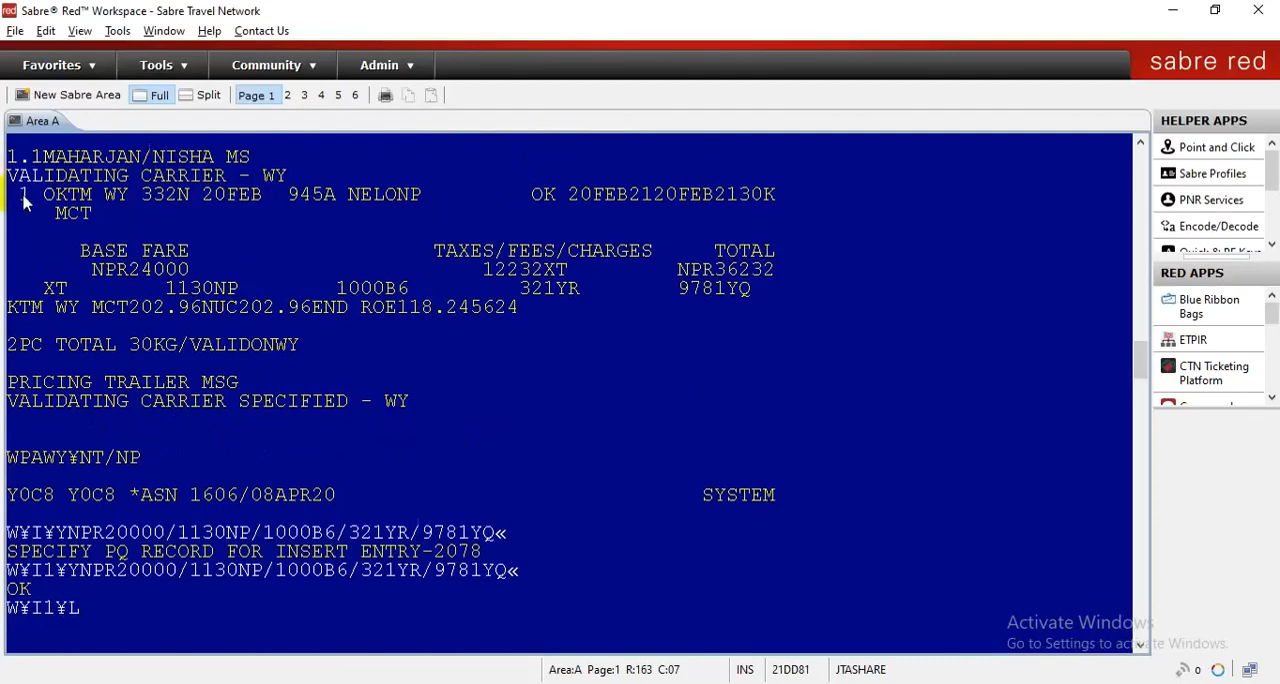 red Sabre® Red™ Workspace - Sabre Travel Network
File Edit View Tools Window Help Contact Us
Favorites Tools Community Admin sabre red
New Sabre Area Full Split Page 1 2 3 4 5 6
Area A
HELPER APPS
Point and Click
Sabre Profiles
PNR Services
Encode/Decode
RED APPS
Blue Ribbon
Bags
ETPIR
CTN Ticketing
Platform
1.1MAHARJAN/NISHA MS
VALIDATING CARRIER - WY
1 OKTM WY 332N 20FEB 945A NELONP OK 20FEB2120FEB2130K
MCT
BASE FARE TAXES/FEES/CHARGES TOTAL
NPR24000 12232XT NPR36232
XT 1130NP 1000B6 321YR 9781YQ
KTM WY MCT202.96NUC202.96END ROE118.245624
2PC TOTAL 30KG/VALIDONWY
PRICING TRAILER MSG
VALIDATING CARRIER SPECIFIED - WY
WPAWY¥NT/NP
Y0C8 Y0C8 *ASN 1606/08APR20 SYSTEM
W¥I¥YNPR20000/1130NP/1000B6/321YR/9781YQ«
SPECIFY PQ RECORD FOR INSERT ENTRY-2078
W¥I1¥YNPR20000/1130NP/1000B6/321YR/9781YQ«
OK
W¥I1¥L
Activate Windows
Go to Settings to activate Windows.
Area:A Page:1 R:163 C:07 INS 21DD81 JTASHARE 0